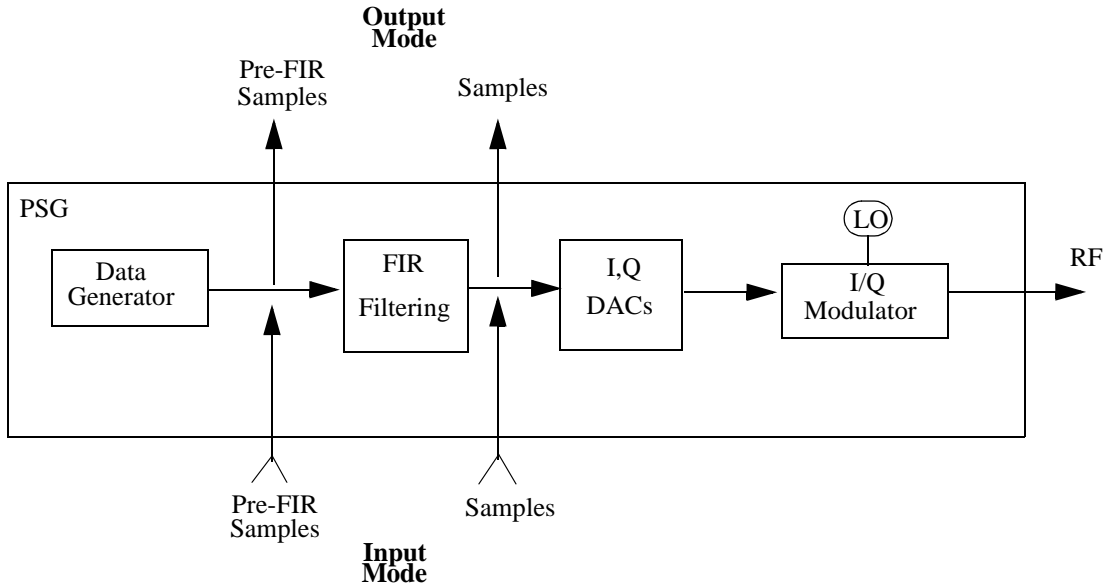 Output
Mode
Pre-FIR
Samples
Samples
PSG
LO
Data
Generator
FIR
Filtering
I,Q
DACs
I/Q
Modulator
RF
Pre-FIR
Samples
Samples
Input
Mode